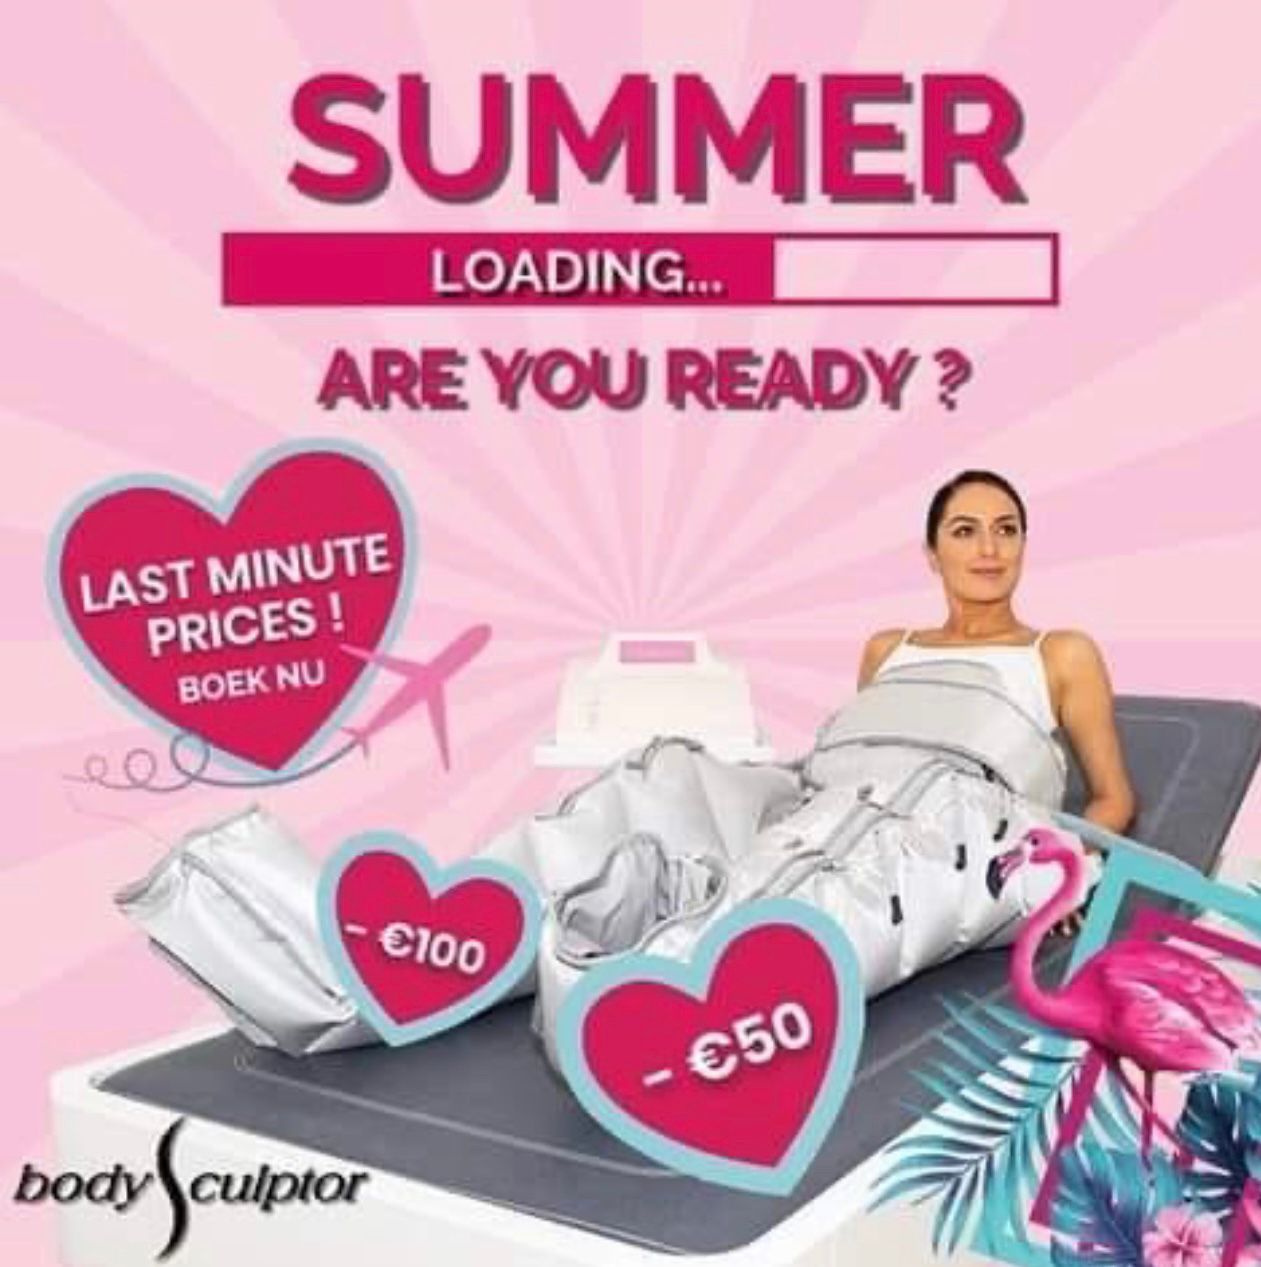 SUMMER
LOADING...
ARE YOU READY ?
LAST MINUTE
PRICES !
BOEK NU
- €100
- €50
body Sculptor